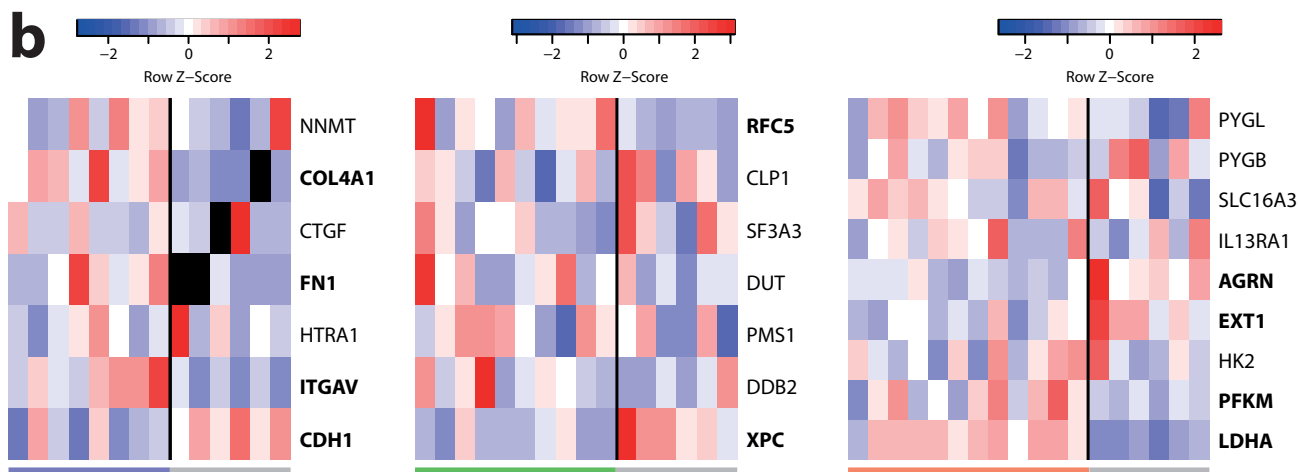 b
−2 0 2
Row Z−Score
NNMT
COL4A1
CTGF
FN1
HTRA1
ITGAV
CDH1
−2 0 2
Row Z−Score
RFC5
CLP1
SF3A3
DUT
PMS1
DDB2
XPC
−2 0 2
Row Z−Score
PYGL
PYGB
SLC16A3
IL13RA1
AGRN
EXT1
HK2
PFKM
LDHA